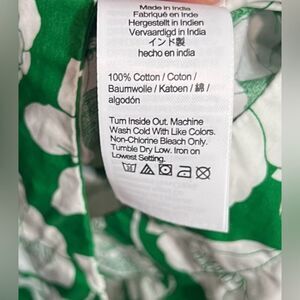 Made in India
Fabriqué en Inde
Hergestellt in Indien
Vervaardigd in India
インド製
hecho en india
100% Cotton / Coton /
Baumwolle / Katoen / 綿 /
algodón
Turn Inside Out. Machine
Wash Cold With Like Colors.
Non-Chlorine Bleach Only.
Tumble Dry Low. Iron on
Lowest Setting.